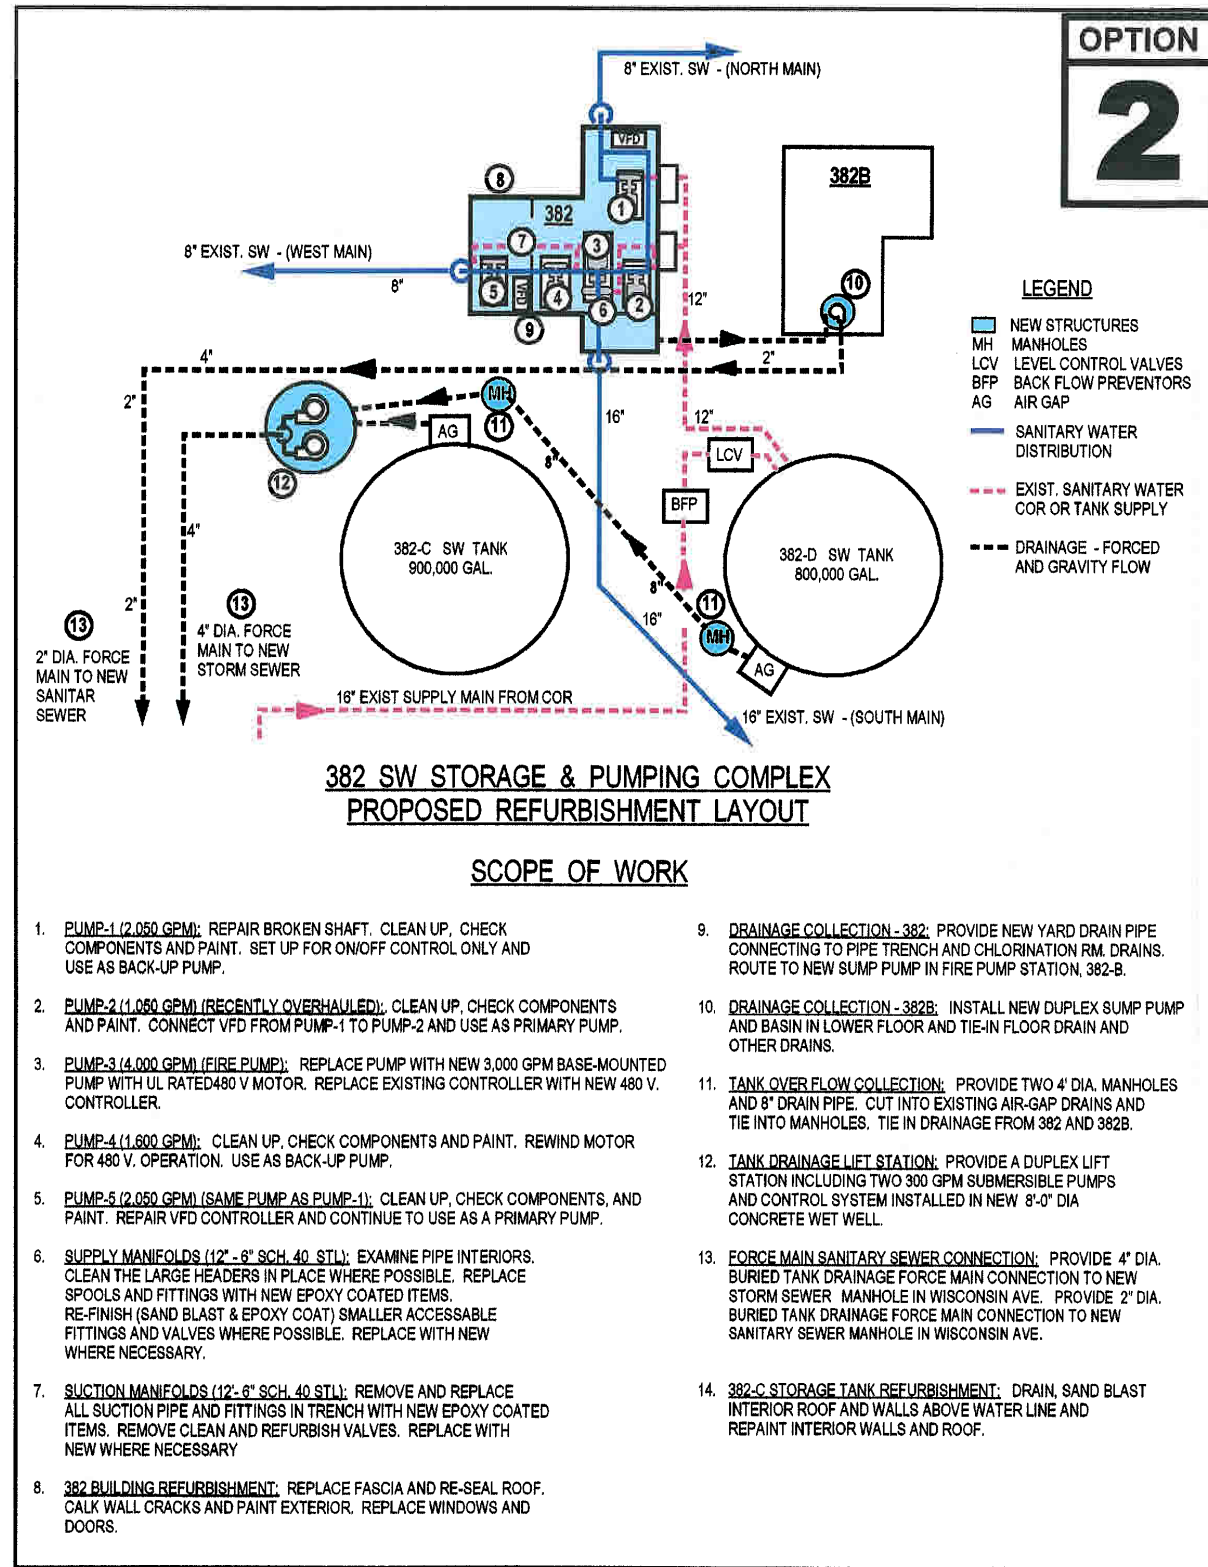 OPTION
2
8" EXIST. SW - (NORTH MAIN)
VFD
382B
8
1
382
7
3
8" EXIST. SW - (WEST MAIN)
8"
5
VFD
4
6
2
9
12"
10
4"
2"
2"
MH
11
AG
16"
12"
LCV
12
8"
BFP
4"
382-C SW TANK
900,000 GAL.
382-D SW TANK
800,000 GAL.
8"
2"
13
13
11
16"
MH
AG
2" DIA. FORCE
MAIN TO NEW
SANITAR
SEWER
4" DIA. FORCE
MAIN TO NEW
STORM SEWER
16" EXIST SUPPLY MAIN FROM COR
16" EXIST. SW - (SOUTH MAIN)
LEGEND
NEW STRUCTURES
MH MANHOLES
LCV LEVEL CONTROL VALVES
BFP BACK FLOW PREVENTORS
AG AIR GAP
SANITARY WATER
DISTRIBUTION
EXIST. SANITARY WATER
COR OR TANK SUPPLY
DRAINAGE - FORCED
AND GRAVITY FLOW
382 SW STORAGE & PUMPING COMPLEX
PROPOSED REFURBISHMENT LAYOUT
SCOPE OF WORK
1. PUMP-1 (2,050 GPM): REPAIR BROKEN SHAFT. CLEAN UP, CHECK
COMPONENTS AND PAINT. SET UP FOR ON/OFF CONTROL ONLY AND
USE AS BACK-UP PUMP.
2. PUMP-2 (1,050 GPM) (RECENTLY OVERHAULED):. CLEAN UP, CHECK COMPONENTS
AND PAINT. CONNECT VFD FROM PUMP-1 TO PUMP-2 AND USE AS PRIMARY PUMP.
3. PUMP-3 (4,000 GPM) (FIRE PUMP): REPLACE PUMP WITH NEW 3,000 GPM BASE-MOUNTED
PUMP WITH UL RATED480 V MOTOR. REPLACE EXISTING CONTROLLER WITH NEW 480 V.
CONTROLLER.
4. PUMP-4 (1,600 GPM): CLEAN UP, CHECK COMPONENTS AND PAINT. REWIND MOTOR
FOR 480 V. OPERATION. USE AS BACK-UP PUMP.
5. PUMP-5 (2,050 GPM) (SAME PUMP AS PUMP-1): CLEAN UP, CHECK COMPONENTS, AND
PAINT. REPAIR VFD CONTROLLER AND CONTINUE TO USE AS A PRIMARY PUMP.
6. SUPPLY MANIFOLDS (12" - 6" SCH. 40 STL): EXAMINE PIPE INTERIORS.
CLEAN THE LARGE HEADERS IN PLACE WHERE POSSIBLE. REPLACE
SPOOLS AND FITTINGS WITH NEW EPOXY COATED ITEMS.
RE-FINISH (SAND BLAST & EPOXY COAT) SMALLER ACCESSABLE
FITTINGS AND VALVES WHERE POSSIBLE. REPLACE WITH NEW
WHERE NECESSARY.
7. SUCTION MANIFOLDS (12'- 6" SCH. 40 STL): REMOVE AND REPLACE
ALL SUCTION PIPE AND FITTINGS IN TRENCH WITH NEW EPOXY COATED
ITEMS. REMOVE CLEAN AND REFURBISH VALVES. REPLACE WITH
NEW WHERE NECESSARY
8. 382 BUILDING REFURBISHMENT: REPLACE FASCIA AND RE-SEAL ROOF.
CALK WALL CRACKS AND PAINT EXTERIOR. REPLACE WINDOWS AND
DOORS.
9. DRAINAGE COLLECTION - 382: PROVIDE NEW YARD DRAIN PIPE
CONNECTING TO PIPE TRENCH AND CHLORINATION RM. DRAINS.
ROUTE TO NEW SUMP PUMP IN FIRE PUMP STATION, 382-B.
10. DRAINAGE COLLECTION - 382B: INSTALL NEW DUPLEX SUMP PUMP
AND BASIN IN LOWER FLOOR AND TIE-IN FLOOR DRAIN AND
OTHER DRAINS.
11. TANK OVER FLOW COLLECTION: PROVIDE TWO 4' DIA. MANHOLES
AND 8" DRAIN PIPE. CUT INTO EXISTING AIR-GAP DRAINS AND
TIE INTO MANHOLES. TIE IN DRAINAGE FROM 382 AND 382B.
12. TANK DRAINAGE LIFT STATION: PROVIDE A DUPLEX LIFT
STATION INCLUDING TWO 300 GPM SUBMERSIBLE PUMPS
AND CONTROL SYSTEM INSTALLED IN NEW 8'-0" DIA
CONCRETE WET WELL.
13. FORCE MAIN SANITARY SEWER CONNECTION: PROVIDE 4" DIA.
BURIED TANK DRAINAGE FORCE MAIN CONNECTION TO NEW
STORM SEWER MANHOLE IN WISCONSIN AVE. PROVIDE 2" DIA.
BURIED TANK DRAINAGE FORCE MAIN CONNECTION TO NEW
SANITARY SEWER MANHOLE IN WISCONSIN AVE.
14. 382-C STORAGE TANK REFURBISHMENT: DRAIN, SAND BLAST
INTERIOR ROOF AND WALLS ABOVE WATER LINE AND
REPAINT INTERIOR WALLS AND ROOF.